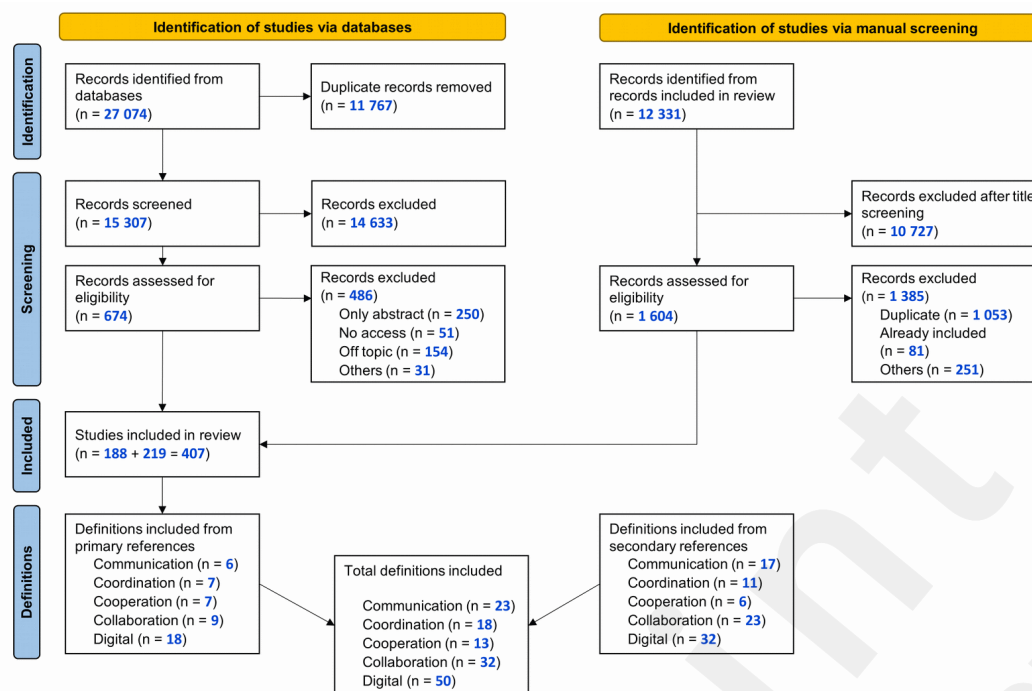 Identification of studies via databases
Identification of studies via manual screening
Identification
Records identified from
databases
(n = 27 074)
Duplicate records removed
(n = 11 767)
Records identified from
records included in review
(n = 12 331)
Screening
Records screened
(n = 15 307)
Records excluded
(n = 14 633)
Records excluded after title
screening
(n = 10 727)
Records assessed for
eligibility
(n = 674)
Records excluded
(n = 486)
Only abstract (n = 250)
No access (n = 51)
Off topic (n = 154)
Others (n = 31)
Records assessed for
eligibility
(n = 1 604)
Records excluded
(n = 1 385)
Duplicate (n = 1 053)
Already included
(n = 81)
Others (n = 251)
Included
Studies included in review
(n = 188 + 219 = 407)
Definitions
Definitions included from
primary references
Communication (n = 6)
Coordination (n = 7)
Cooperation (n = 7)
Collaboration (n = 9)
Digital (n = 18)
Total definitions included
Communication (n = 23)
Coordination (n = 18)
Cooperation (n = 13)
Collaboration (n = 32)
Digital (n = 50)
Definitions included from
secondary references
Communication (n = 17)
Coordination (n = 11)
Cooperation (n = 6)
Collaboration (n = 23)
Digital (n = 32)